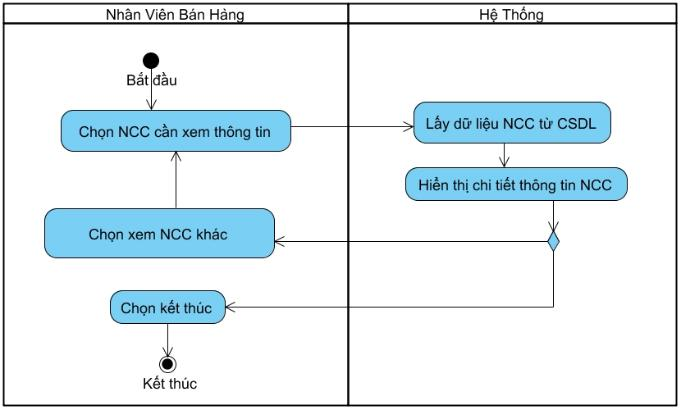 Nhân Viên Bán Hàng
Hệ Thống
Bắt đầu
Chọn NCC cần xem thông tin
Lấy dữ liệu NCC từ CSDL
Hiển thị chi tiết thông tin NCC
Chọn xem NCC khác
Chọn kết thúc
Kết thúc